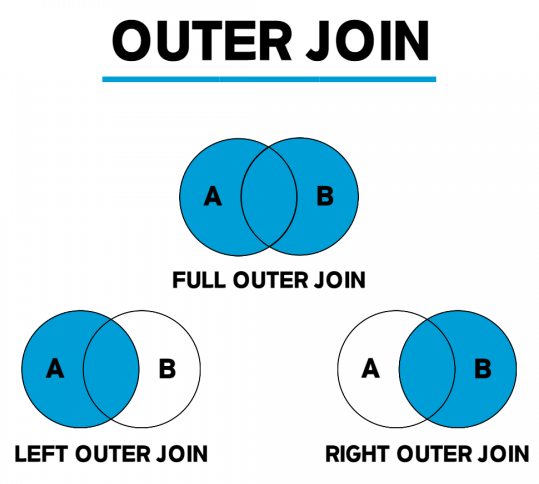 OUTER JOIN
A B
FULL OUTER JOIN
A B
LEFT OUTER JOIN
A B
RIGHT OUTER JOIN